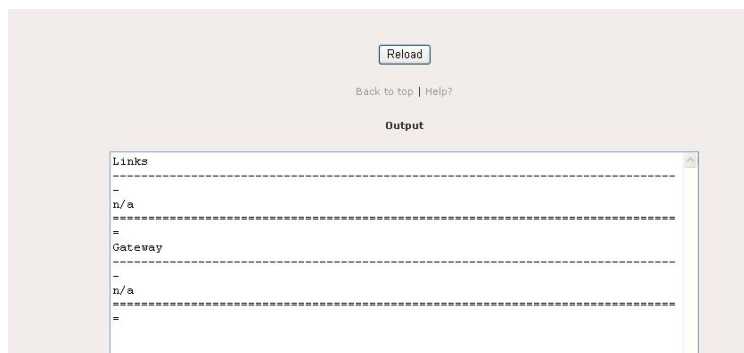 Reload
Back to top | Help?
Output
Links
-------------------------------------------------------------------------------
-
n/a
===============================================================================
=
Gateway
-------------------------------------------------------------------------------
-
n/a
===============================================================================
=